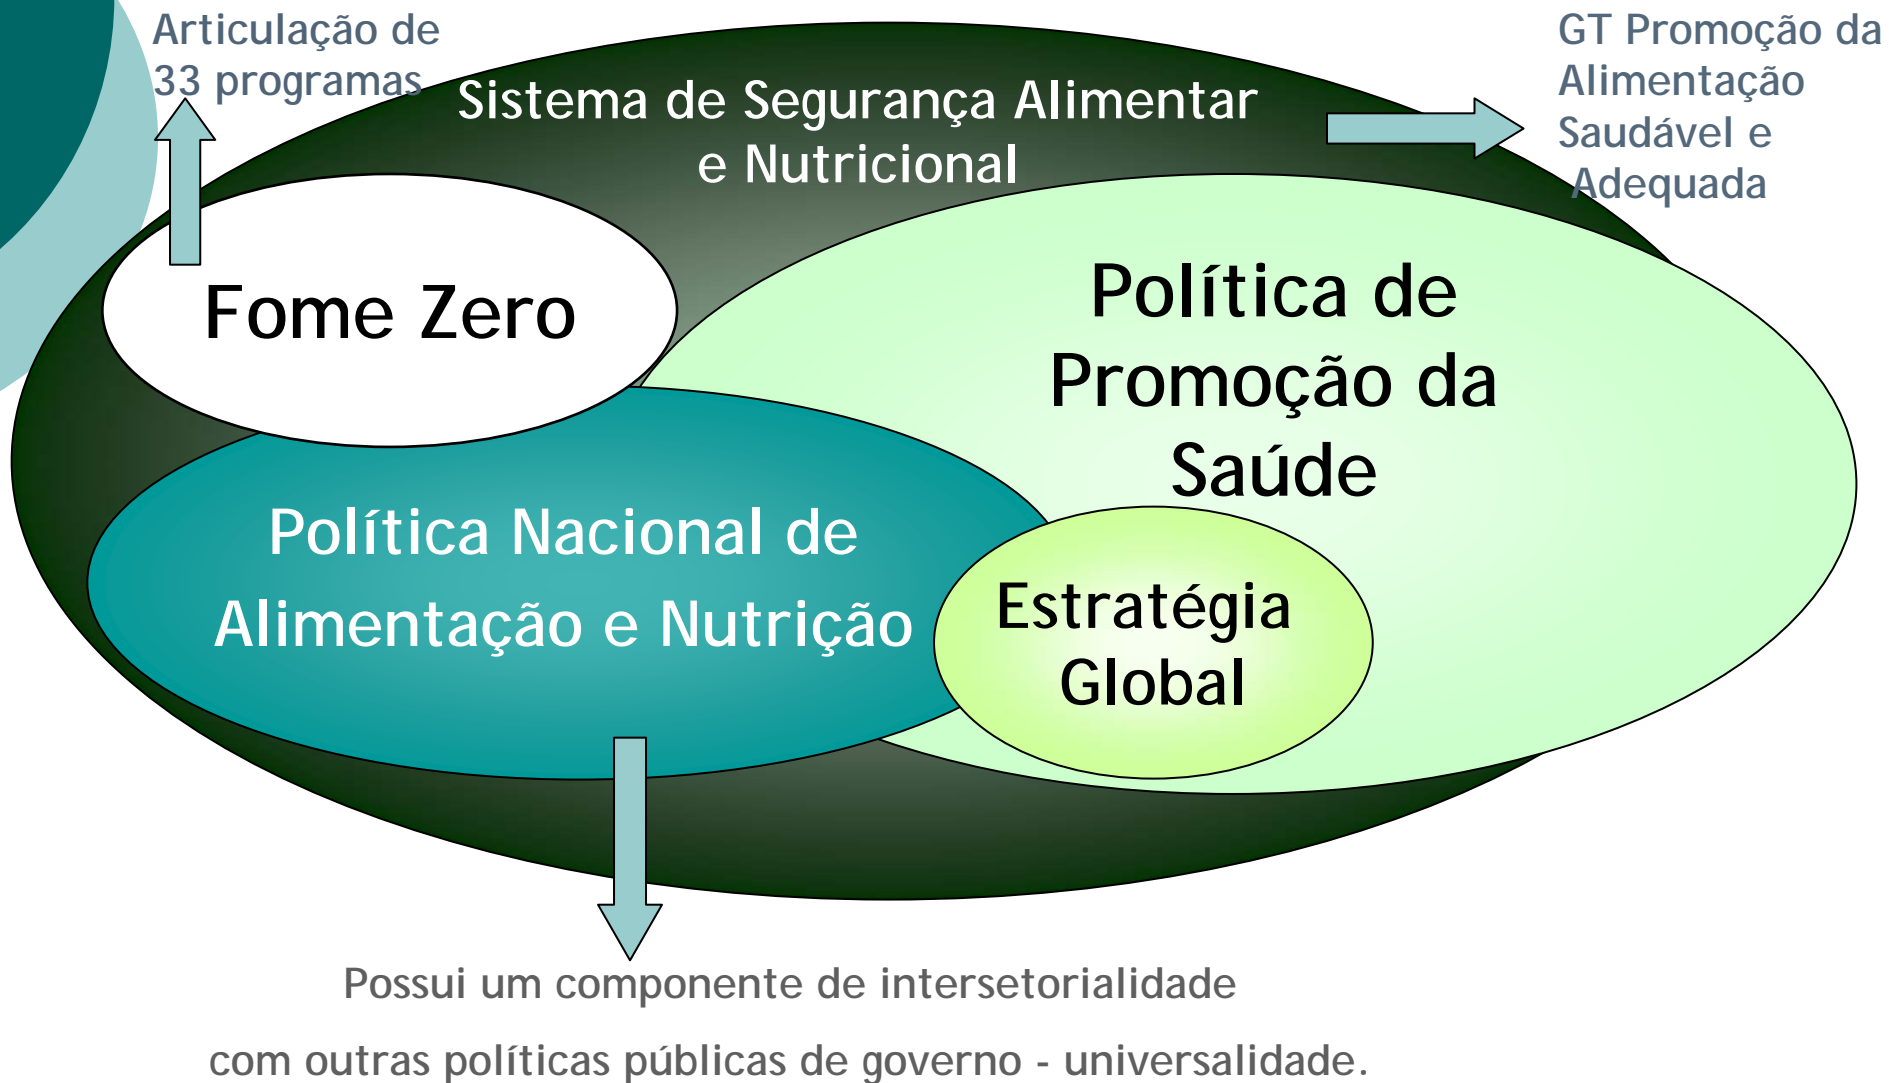 Articulação de
33 programas
Sistema de Segurança Alimentar
e Nutricional
GT Promoção da
Alimentação
Saudável e
Adequada
Fome Zero
Política de
Promoção da
Saúde
Política Nacional de
Alimentação e Nutrição
Estratégia
Global
Possui um componente de intersetorialidade
com outras políticas públicas de governo - universalidade.